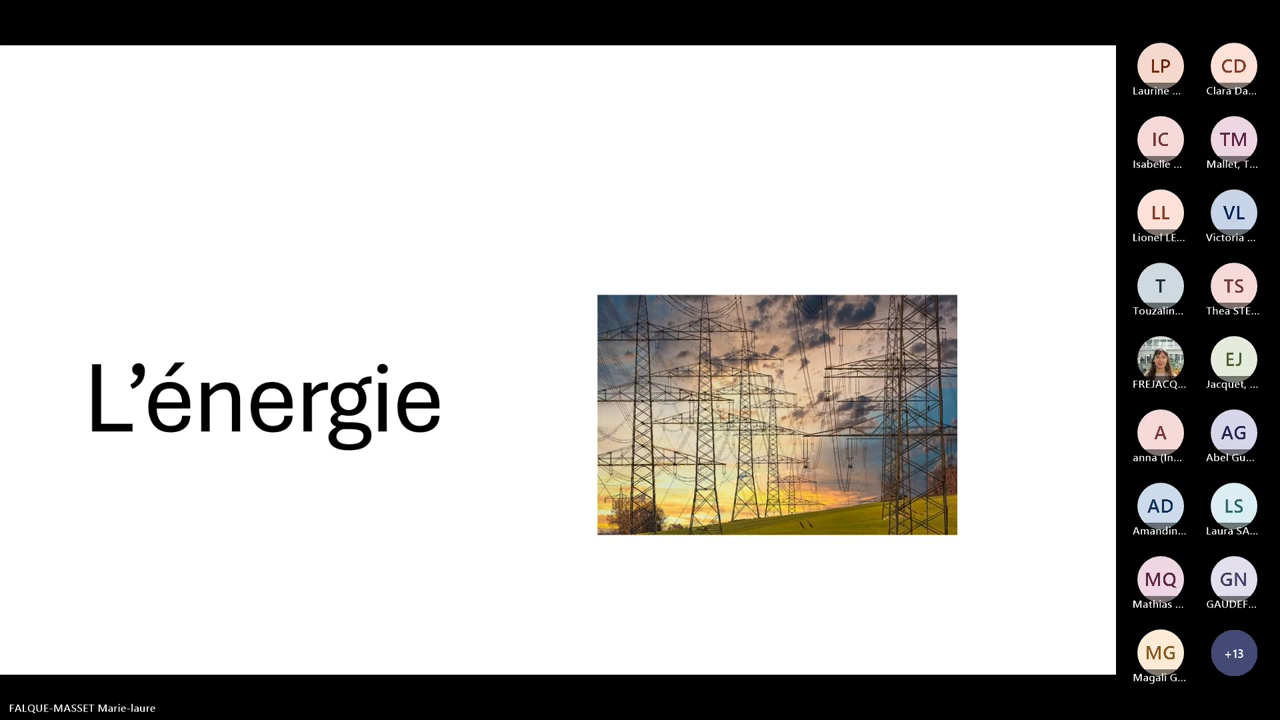 L'énergie
LP
Laurine ...
CD
Clara Da...
IC
Isabelle ...
TM
Mallet, T...
LL
Lionel LE...
VL
Victoria ...
T
Touzalin...
TS
Thea STE...
FREJACQ...
EJ
Jacquet, ...
A
anna (In...
AG
Abel Gu...
AD
Amandin...
LS
Laura SA...
MQ
Mathias ...
GN
GAUDEF...
MG
Magali G...
+13
FALQUE-MASSET Marie-laure